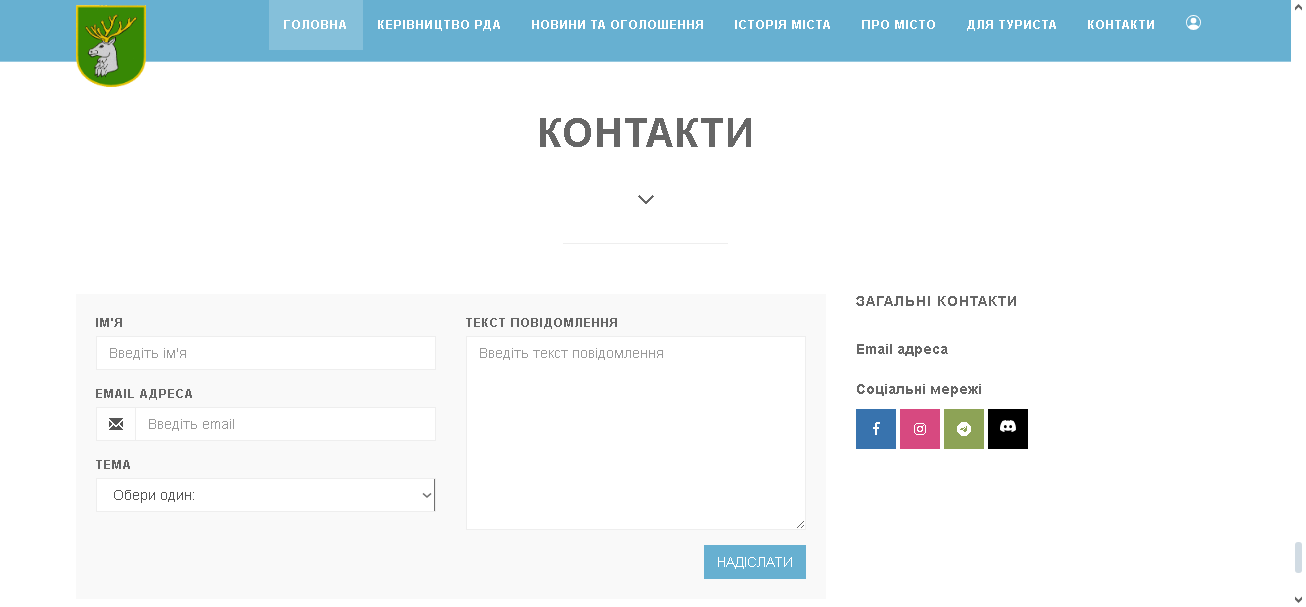 ГОЛОВНА КЕРІВНИЦТВО РДА НОВИНИ ТА ОГОЛОШЕННЯ ІСТОРІЯ МІСТА ПРО МІСТО ДЛЯ ТУРИСТА КОНТАКТИ
КОНТАКТИ
ІМ'Я
Введіть ім'я
EMAIL АДРЕСА
Введіть email
ТЕМА
Обери один:
ТЕКСТ ПОВІДОМЛЕННЯ
Введіть текст повідомлення
НАДІСЛАТИ
ЗАГАЛЬНІ КОНТАКТИ
Email адреса
Соціальні мережі